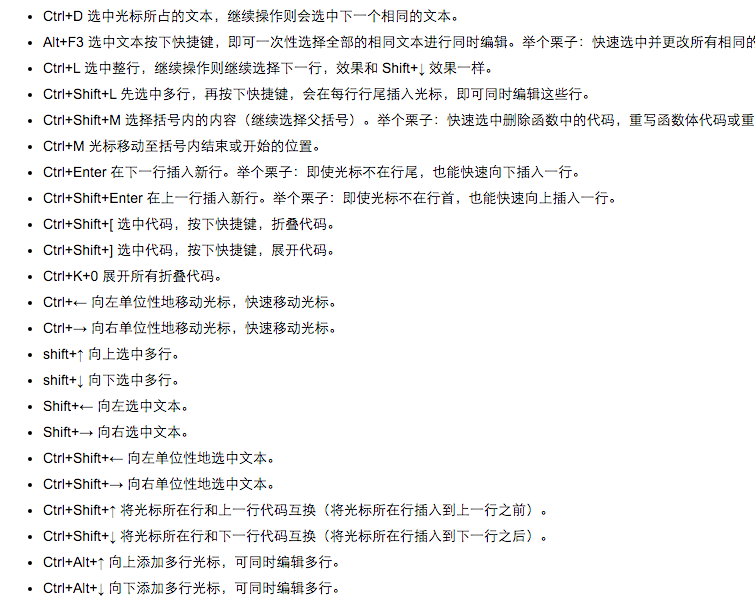 Ctrl+D 选中光标所占的文本，继续操作则会选中下一个相同的文本。
Alt+F3 选中文本按下快捷键，即可一次性选择全部的相同文本进行同时编辑。举个栗子：快速选中并更改所有相同的
Ctrl+L 选中整行，继续操作则继续选择下一行，效果和 Shift+↓ 效果一样。
Ctrl+Shift+L 先选中多行，再按下快捷键，会在每行行尾插入光标，即可同时编辑这些行。
Ctrl+Shift+M 选择括号内的内容（继续选择父括号）。举个栗子：快速选中删除函数中的代码，重写函数体代码或重
Ctrl+M 光标移动至括号内结束或开始的位置。
Ctrl+Enter 在下一行插入新行。举个栗子：即使光标不在行尾，也能快速向下插入一行。
Ctrl+Shift+Enter 在上一行插入新行。举个栗子：即使光标不在行首，也能快速向上插入一行。
Ctrl+Shift+[ 选中代码，按下快捷键，折叠代码。
Ctrl+Shift+] 选中代码，按下快捷键，展开代码。
Ctrl+K+0 展开所有折叠代码。
Ctrl+← 向左单位性地移动光标，快速移动光标。
Ctrl+→ 向右单位性地移动光标，快速移动光标。
shift+↑ 向上选中多行。
shift+↓ 向下选中多行。
Shift+← 向左选中文本。
Shift+→ 向右选中文本。
Ctrl+Shift+← 向左单位性地选中文本。
Ctrl+Shift+→ 向右单位性地选中文本。
Ctrl+Shift+↑ 将光标所在行和上一行代码互换（将光标所在行插入到上一行之前）。
Ctrl+Shift+↓ 将光标所在行和下一行代码互换（将光标所在行插入到下一行之后）。
Ctrl+Alt+↑ 向上添加多行光标，可同时编辑多行。
Ctrl+Alt+↓ 向下添加多行光标，可同时编辑多行。